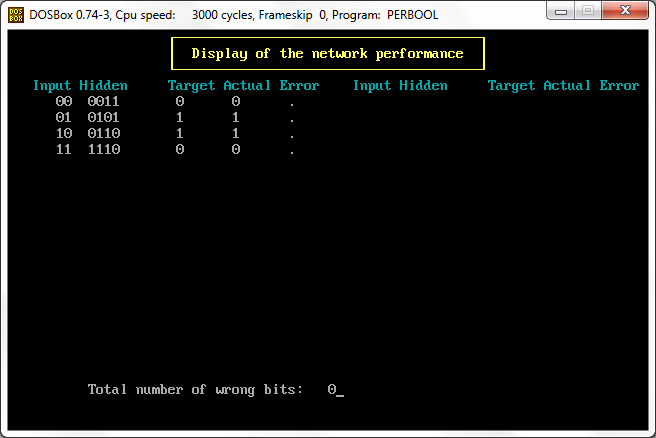 DOS BOX DOSBox 0.74-3, Cpu speed: 3000 cycles, Frameskip 0, Program: PERBOOL
Display of the network performance
Input Hidden Target Actual Error Input Hidden Target Actual Error
00 0011 0 0 .
01 0101 1 1 .
10 0110 1 1 .
11 1110 0 0 .
Total number of wrong bits: 0_